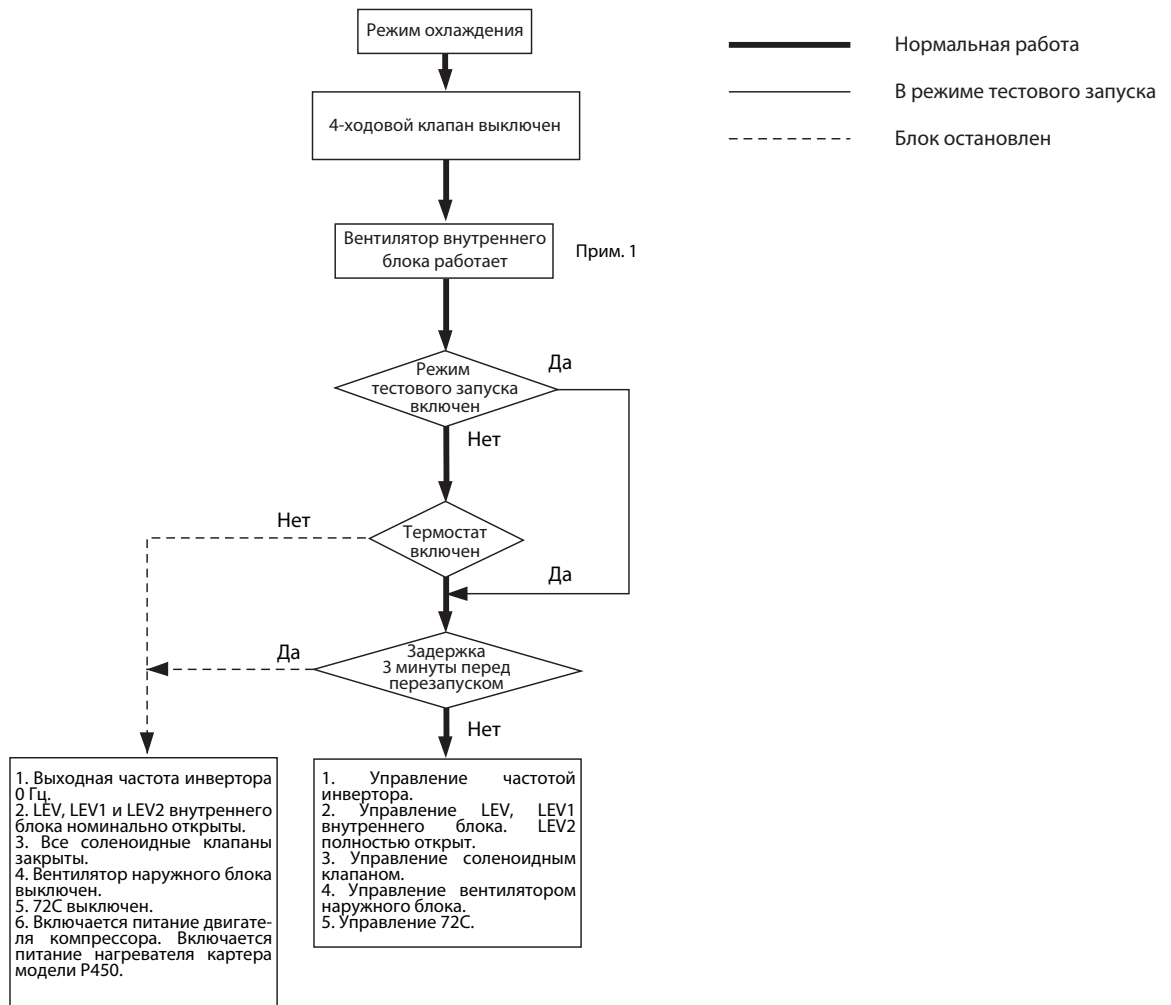 Режим охлаждения
Нормальная работа
В режиме тестового запуска
Блок остановлен
4-ходовой клапан выключен
Вентилятор внутреннего
блока работает
Прим. 1
Режим
тестового запуска
включен
Да
Нет
Термостат
включен
Нет
Да
Задержка
3 минуты перед
перезапуском
Да
Нет
1. Выходная частота инвертора
0 Гц.
2. LEV, LEV1 и LEV2 внутреннего
блока номинально открыты.
3. Все соленоидные клапаны
закрыты.
4. Вентилятор наружного блока
выключен.
5. 72C выключен.
6. Включается питание двигате-
ля компрессора. Включается
питание нагревателя картера
модели P450.
1. Управление частотой
инвертора.
2. Управление LEV, LEV1
внутреннего блока. LEV2
полностью открыт.
3. Управление соленоидным
клапаном.
4. Управление вентилятором
наружного блока.
5. Управление 72C.